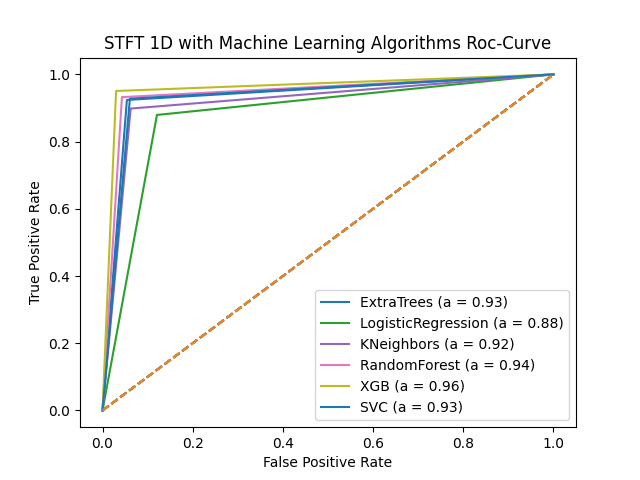 STFT 1D with Machine Learning Algorithms Roc-Curve
1.0
0.8
0.6
0.4
0.2
0.0
True Positive Rate
ExtraTrees (a = 0.93)
LogisticRegression (a = 0.88)
KNeighbors (a = 0.92)
RandomForest (a = 0.94)
XGB (a = 0.96)
SVC (a = 0.93)
0.0 0.2 0.4 0.6 0.8 1.0
False Positive Rate